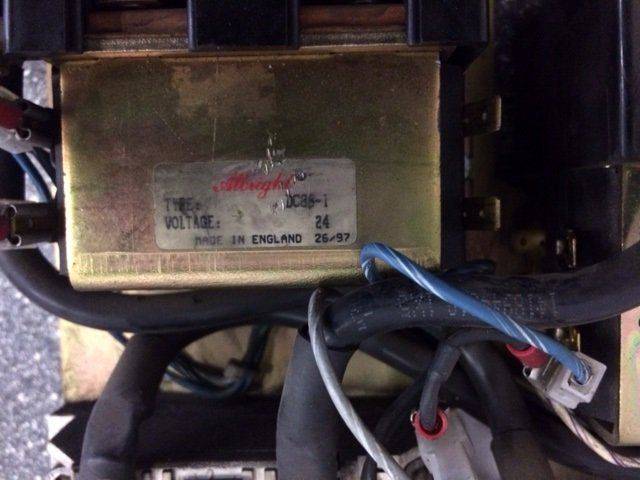 Albright
TYPE: DC88-1
VOLTAGE: 24
MADE IN ENGLAND 26/97